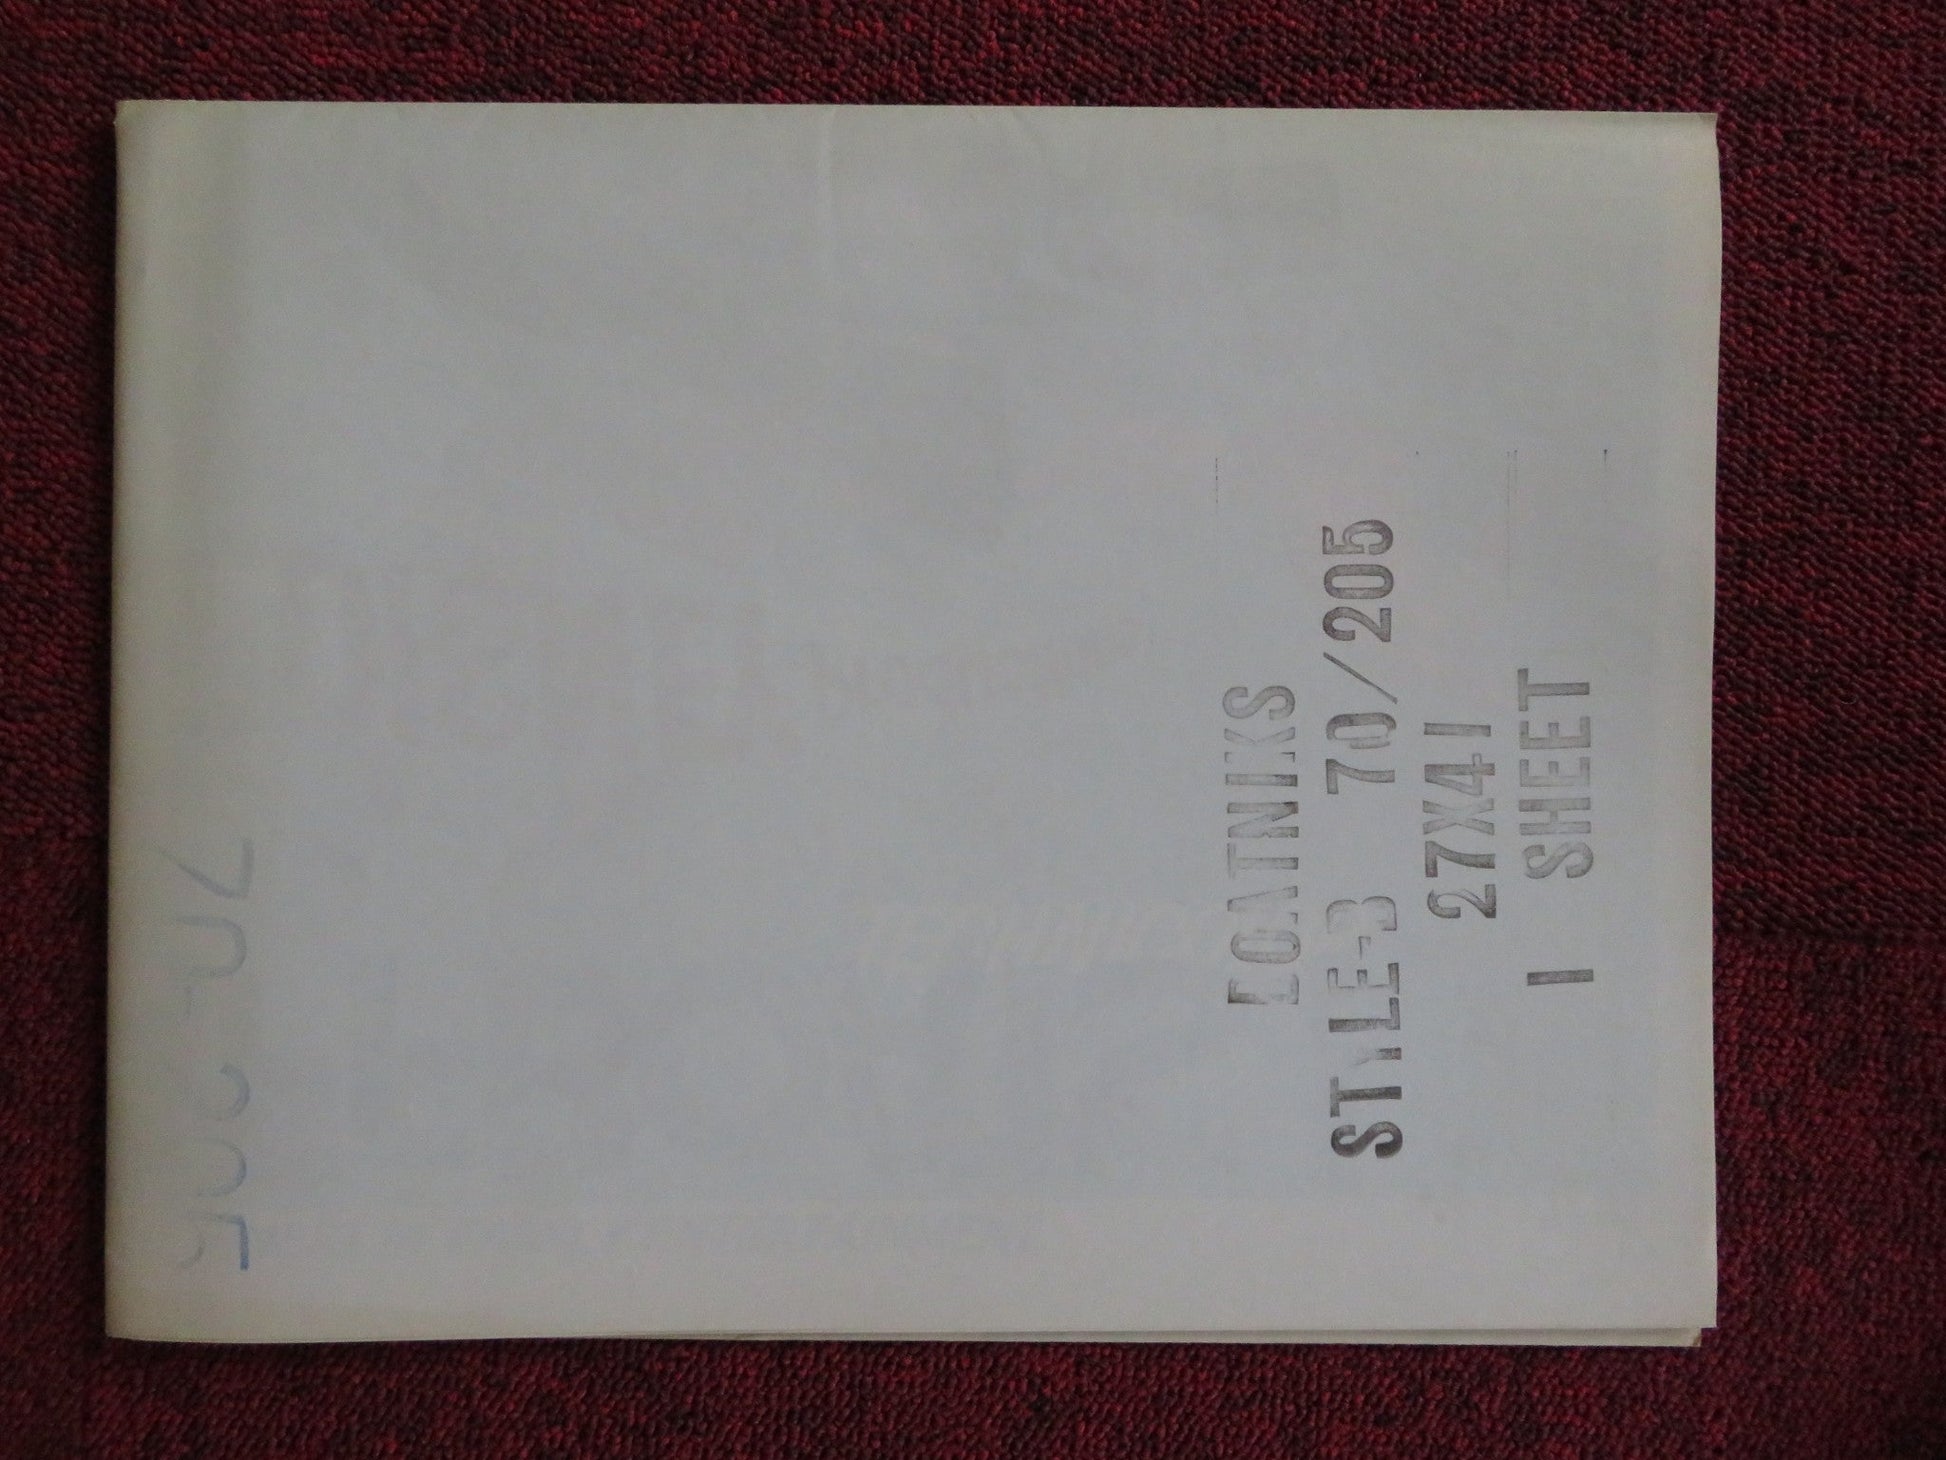 BOATNIKS
STYLE-B 70/205
27X41
1 SHEET